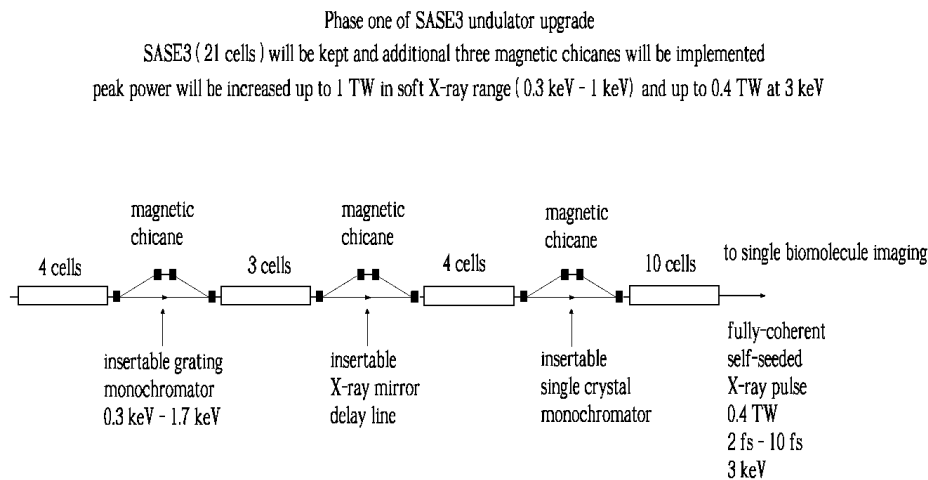 Phase one of SASE3 undulator upgrade
SASE3 ( 21 cells ) will be kept and additional three magnetic chicanes will be implemented
peak power will be increased up to 1 TW in soft X-ray range ( 0.3 keV - 1 keV) and up to 0.4 TW at 3 keV
magnetic
chicane
magnetic
chicane
magnetic
chicane
4 cells
3 cells
4 cells
10 cells
to single biomolecule imaging
insertable grating
monochromator
0.3 keV - 1.7 keV
insertable
X-ray mirror
delay line
insertable
single crystal
monochromator
fully-coherent
self-seeded
X-ray pulse
0.4 TW
2 fs - 10 fs
3 keV